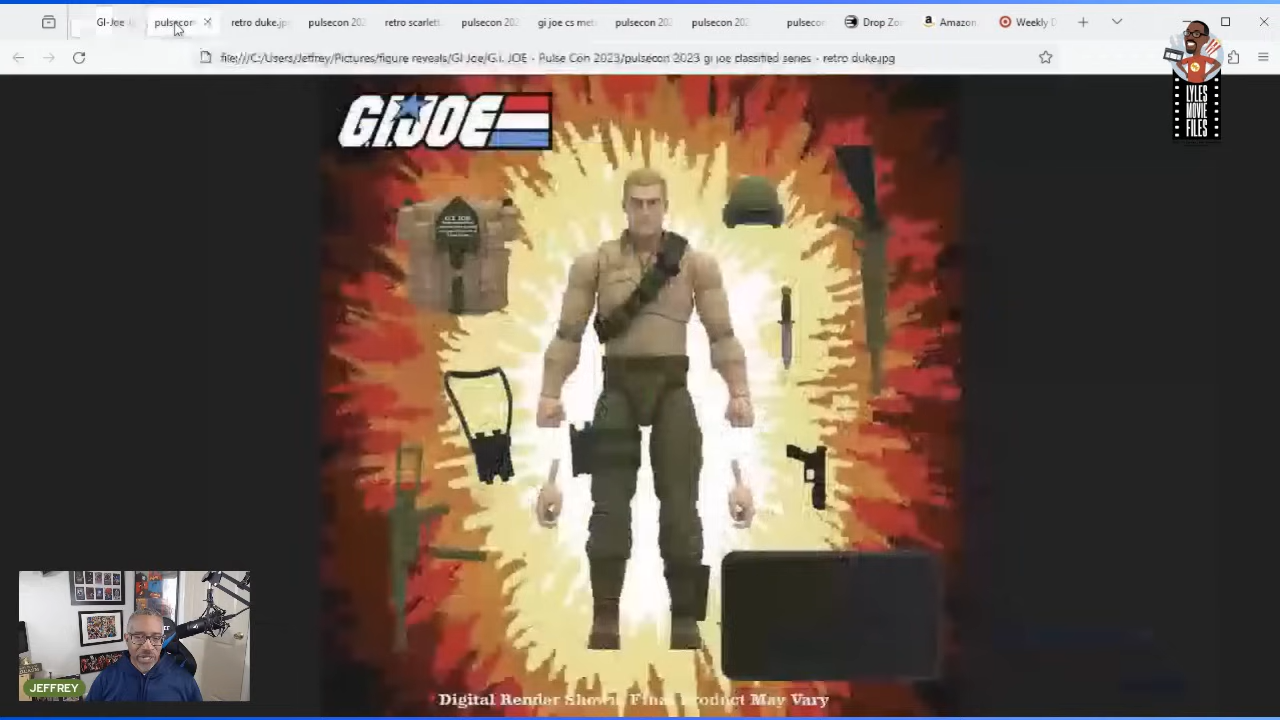 GI-Joe
pulsecon
retro duke.jp
pulsecon 202
retro scarlett
pulsecon 202
gi joe cs me
pulsecon 202
pulsecon 202
pulsecon
Drop Zo
Amazon
Weekly D
file:///C:/Users/Jeffrey/Pictures/figure reveals/GI Joe/G.I. JOE - Pulse Con 2023/pulsecon 2023 gi joe classified series - retro duke.jpg
LYLES
MOVIE
FILES
G.I. JOE
JEFFREY
Digital Render Shown Final Product May Vary